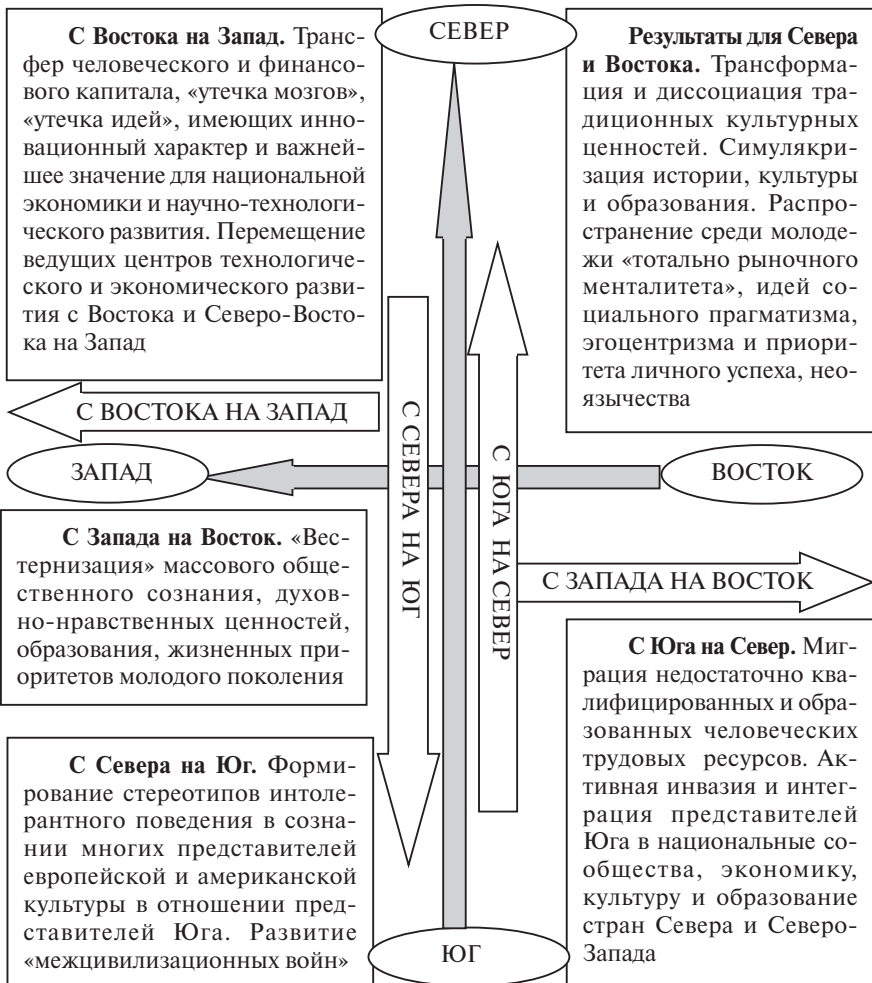 С Востока на Запад. Транс-
фер человеческого и финансо-
вого капитала, «утечка мозгов»,
«утечка идей», имеющих инно-
вационный характер и важней-
шее значение для национальной
экономики и научно-технологи-
ческого развития. Перемещение
ведущих центров технологиче-
ского и экономического разви-
тия с Востока и Северо-Восто-
ка на Запад
СЕВЕР
Результаты для Севера
и Востока. Трансформа-
ция и диссоциация тра-
диционных культурных
ценностей. Симулякри-
зация истории, культуры
и образования. Распро-
странение среди молоде-
жи «тотально рыночного
менталитета», идей со-
циального прагматизма,
эгоцентризма и приори-
тета личного успеха, нео-
язычества
С ВОСТОКА НА ЗАПАД
С СЕВЕРА НА ЮГ
С ЮГА НА СЕВЕР
ЗАПАД
ВОСТОК
С Запада на Восток. «Вес-
тернизация» массового обще-
ственного сознания, духов-
но-нравственных ценностей,
образования, жизненных при-
оритетов молодого поколения
С ЗАПАДА НА ВОСТОК
С Севера на Юг. Форми-
рование стереотипов интоле-
рантного поведения в созна-
нии многих представителей
европейской и американской
культуры в отношении пред-
ставителей Юга. Развитие
«межцивилизационных войн»
ЮГ
С Юга на Север. Миг-
рация недостаточно ква-
лифицированных и обра-
зованных человеческих
трудовых ресурсов. Ак-
тивная инвазия и интег-
рация представителей
Юга в национальные со-
общества, экономику,
культуру и образование
стран Севера и Северо-
Запада